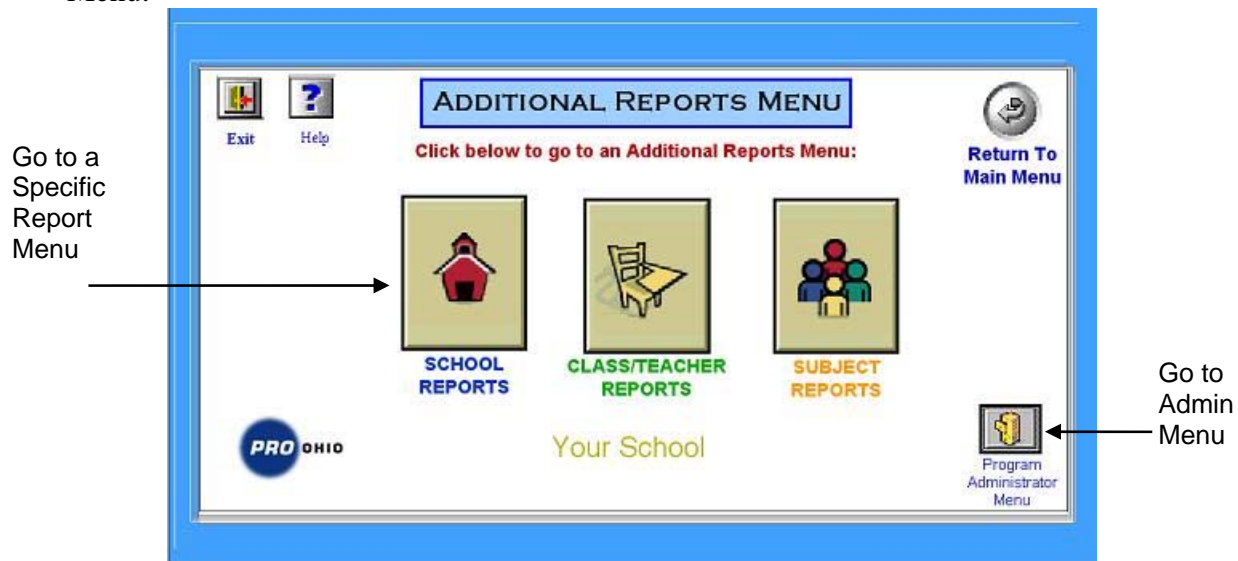 Menu.
ADDITIONAL REPORTS MENU
?
Exit
Help
Click below to go to an Additional Reports Menu:
Return To
Main Menu
Go to a
Specific
Report
Menu
SCHOOL
REPORTS
CLASS/TEACHER
REPORTS
SUBJECT
REPORTS
Go to
Admin
Menu
PRO OHIO
Your School
Program
Administrator
Menu